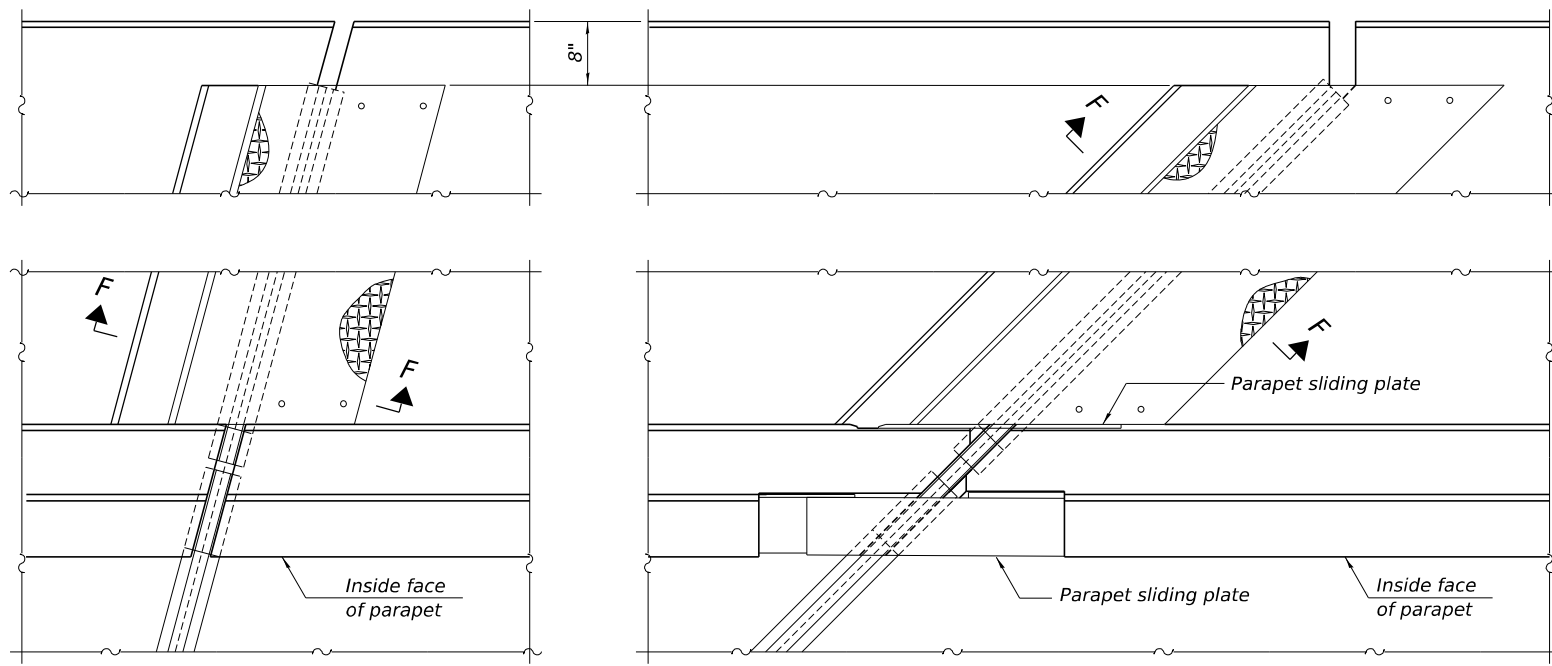 8"
F
F
F
F
Parapet sliding plate
Inside face
of parapet
Parapet sliding plate
Inside face
of parapet